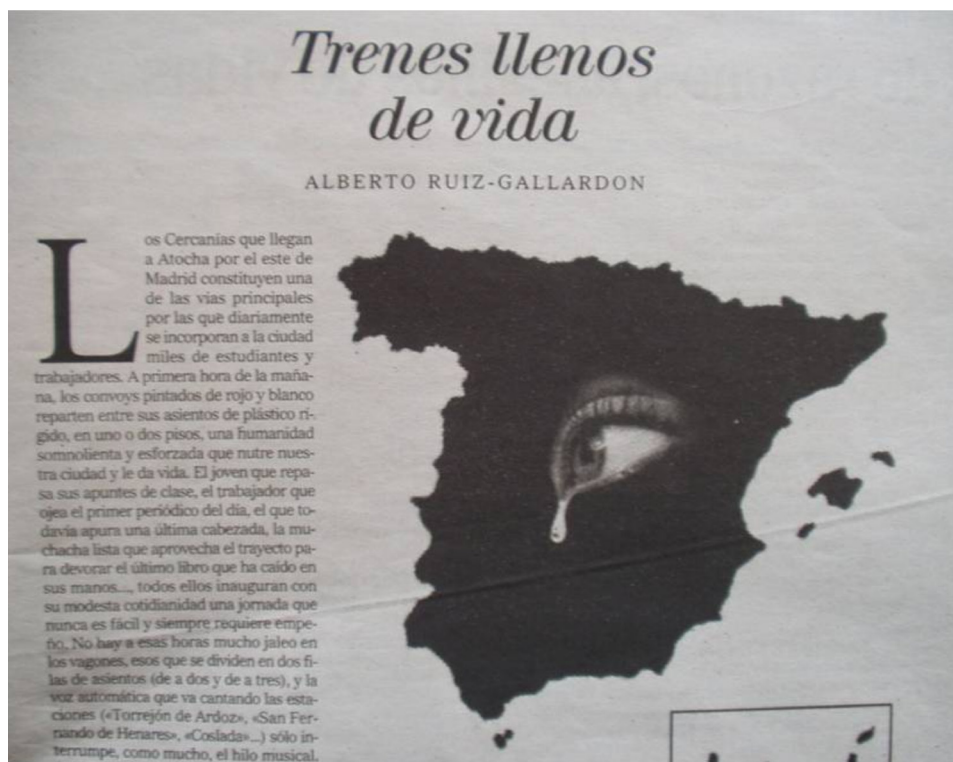 Trenes llenos
de vida
ALBERTO RUIZ-GALLARDON
Los Cercanías que llegan
a Atocha por el este de
Madrid constituyen una
de las vías principales
por las que diariamente
se incorporan a la ciudad
miles de estudiantes y
trabajadores. A primera hora de la maña-
na, los convoys pintados de rojo y blanco
reparten entre sus asientos de plástico rí-
gido, en uno o dos pisos, una humanidad
somnolienta y esforzada que nutre nues-
tra ciudad y le da vida. El joven que repa-
sa sus apuntes de clase, el trabajador que
ojea el primer periódico del día, el que to-
davía apura una última cabezada, la mu-
chacha lista que aprovecha el trayecto pa-
ra devorar el último libro que ha caído en
sus manos..., todos ellos inauguran con
su modesta cotidianidad una jornada que
nunca es fácil y siempre requiere empe-
ño. No hay a esas horas mucho jaleo en
los vagones, esos que se dividen en dos fi-
las de asientos (de a dos y de a tres), y la
voz automática que va cantando las esta-
ciones («Torrejón de Ardoz», «San Fer-
nando de Henares», «Coslada»...) sólo in-
terrumpe, como mucho, el hilo musical.